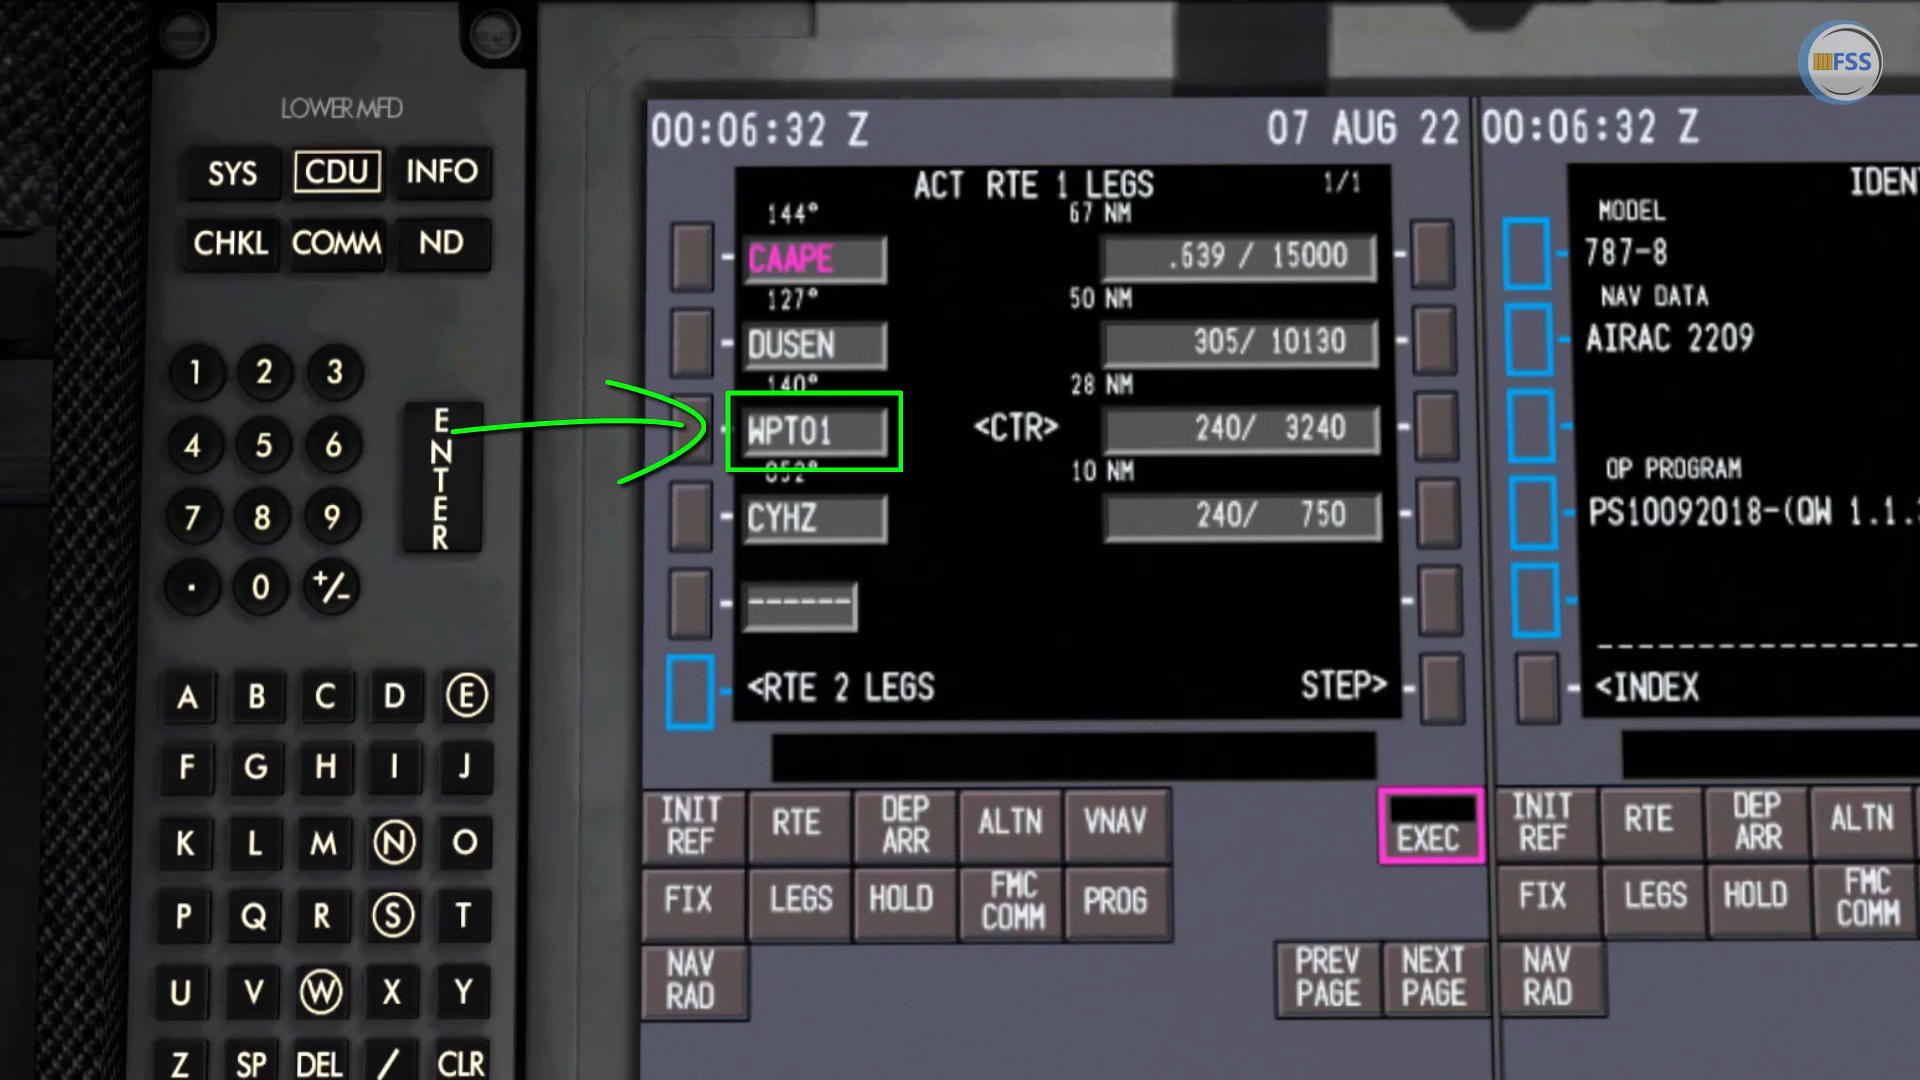 LOWER MFD
SYS CDU INFO
CHKL COMM ND
1 2 3
4 5 6
7 8 9
. 0 +/-
ENTER
A B C D E
F G H I J
K L M N O
P Q R S T
U V W X Y
Z SP DEL / CLR
00:06:32 Z 07 AUG 22
ACT RTE 1 LEGS 1/1
144° 67 NM
CAAPE .639 / 15000
127° 50 NM
DUSEN 305/ 10130
140° 28 NM
WPT01 <CTR> 240/ 3240
10 NM
CYHZ 240/ 750
------
<RTE 2 LEGS STEP>
INIT REF RTE DEP ARR ALTN VNAV EXEC
FIX LEGS HOLD FMC COMM PROG
NAV RAD PREV PAGE NEXT PAGE
00:06:32 Z
IDEN
MODEL
787-8
NAV DATA
AIRAC 2209
OP PROGRAM
PS10092018-(QW 1.1.
-------------------
<INDEX
INIT REF RTE DEP ARR ALTN
FIX LEGS HOLD FMC COMM
NAV RAD
FSS